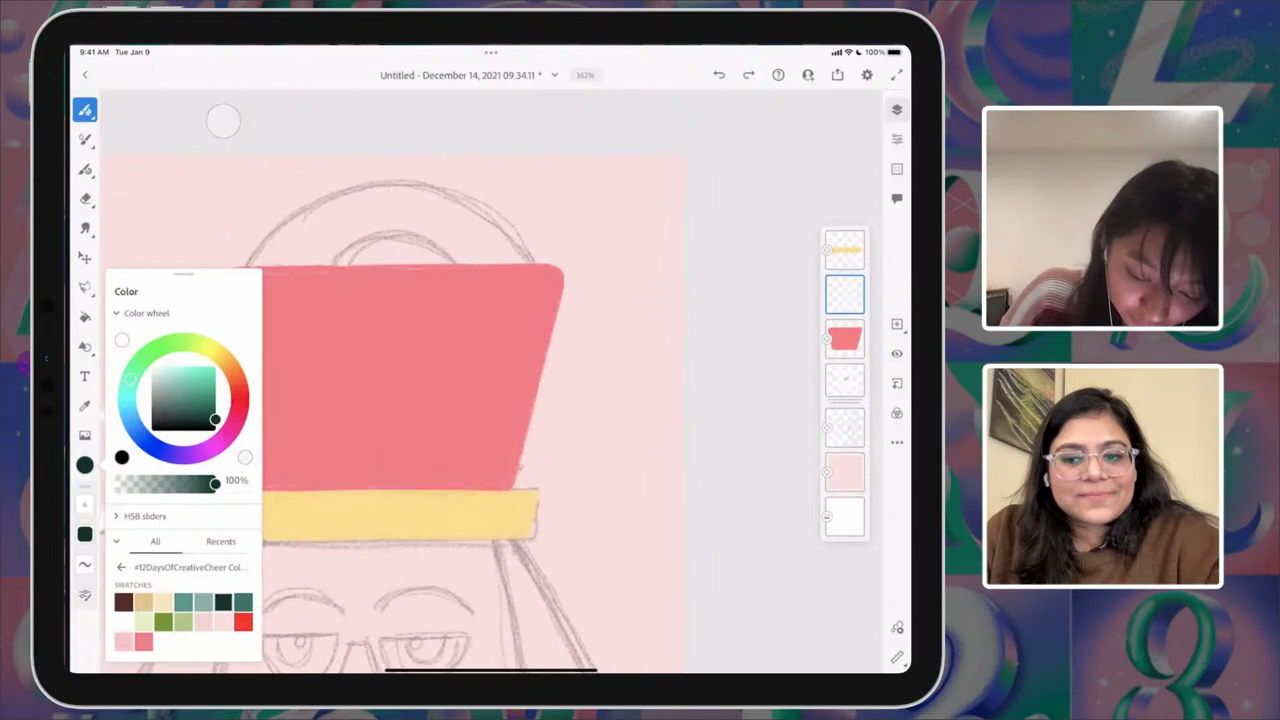 9:41 AM Tue Jan 9
100%
Untitled - December 14, 2021 09.34.11 *
362%
Color
Color wheel
100%
HSB sliders
All Recents
#12DaysOfCreativeCheer Col...
SWATCHES
T
6